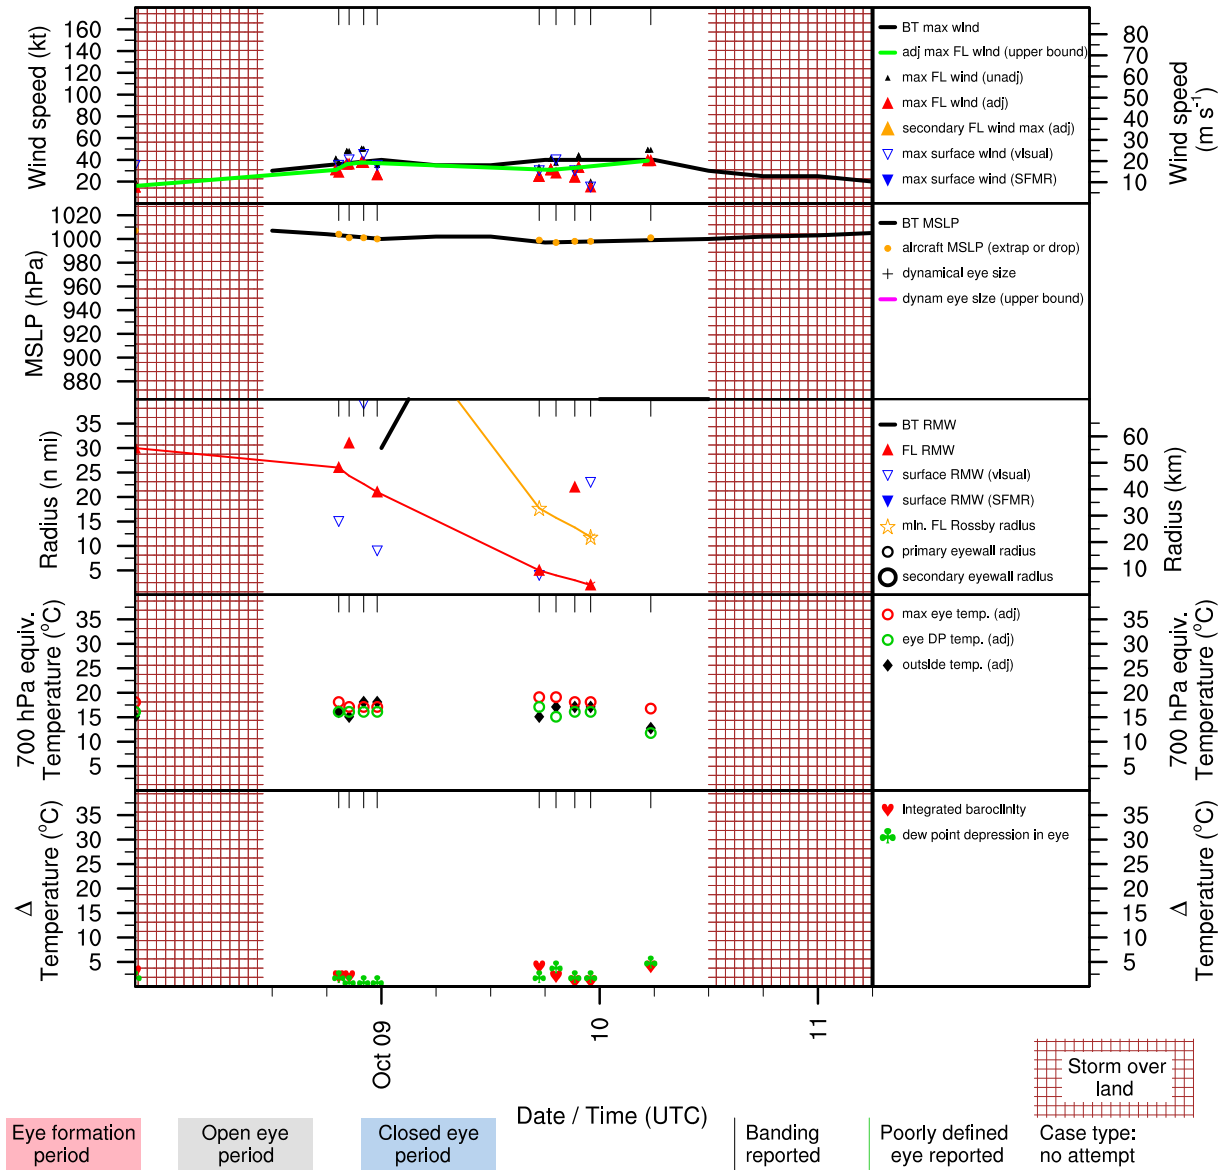 Wind speed (kt)
160
140
120
100
80
60
40
20
80
70
60
50
40
30
20
10
Wind speed
(m s-1)
BT max wind
adj max FL wind (upper bound)
max FL wind (unadj)
max FL wind (adj)
secondary FL wind max (adj)
max surface wind (visual)
max surface wind (SFMR)
MSLP (hPa)
1020
1000
980
960
940
920
900
880
BT MSLP
aircraft MSLP (extrap or drop)
dynamical eye size
dynam eye size (upper bound)
Radius (n mi)
35
30
25
20
15
10
5
60
50
40
30
20
10
Radius (km)
BT RMW
FL RMW
surface RMW (visual)
surface RMW (SFMR)
min. FL Rossby radius
primary eyewall radius
secondary eyewall radius
700 hPa equiv.
Temperature (°C)
35
30
25
20
15
10
5
35
30
25
20
15
10
5
700 hPa equiv.
Temperature (°C)
max eye temp. (adj)
eye DP temp. (adj)
outside temp. (adj)
Δ
Temperature (°C)
35
30
25
20
15
10
5
35
30
25
20
15
10
5
Δ
Temperature (°C)
integrated baroclinity
dew point depression in eye
Oct 09
10
11
Date / Time (UTC)
Storm over
land
Eye formation
period
Open eye
period
Closed eye
period
Banding
reported
Poorly defined
eye reported
Case type:
no attempt